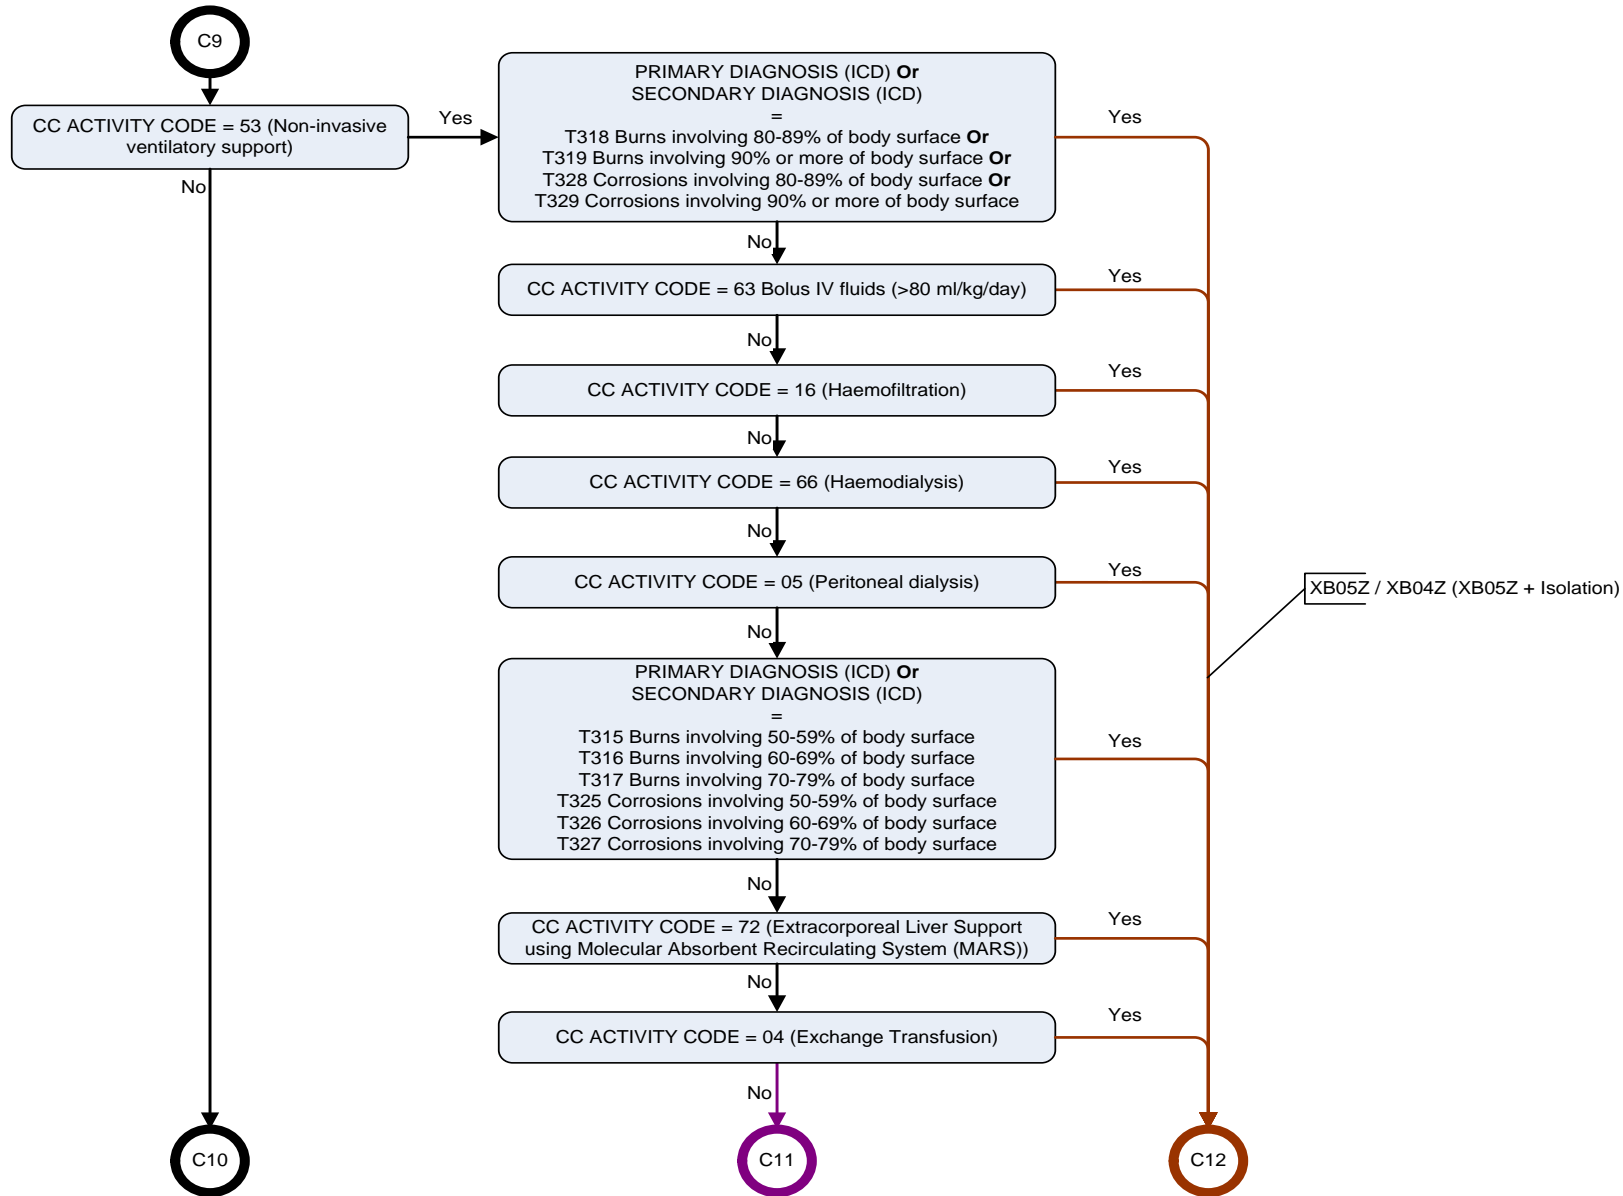 C9
CC ACTIVITY CODE = 53 (Non-invasive
ventilatory support)
Yes
No
PRIMARY DIAGNOSIS (ICD) Or
SECONDARY DIAGNOSIS (ICD)
=
T318 Burns involving 80-89% of body surface Or
T319 Burns involving 90% or more of body surface Or
T328 Corrosions involving 80-89% of body surface Or
T329 Corrosions involving 90% or more of body surface
Yes
No
CC ACTIVITY CODE = 63 Bolus IV fluids (>80 ml/kg/day)
Yes
No
CC ACTIVITY CODE = 16 (Haemofiltration)
Yes
No
CC ACTIVITY CODE = 66 (Haemodialysis)
Yes
No
CC ACTIVITY CODE = 05 (Peritoneal dialysis)
Yes
No
XB05Z / XB04Z (XB05Z + Isolation)
PRIMARY DIAGNOSIS (ICD) Or
SECONDARY DIAGNOSIS (ICD)
=
T315 Burns involving 50-59% of body surface
T316 Burns involving 60-69% of body surface
T317 Burns involving 70-79% of body surface
T325 Corrosions involving 50-59% of body surface
T326 Corrosions involving 60-69% of body surface
T327 Corrosions involving 70-79% of body surface
Yes
No
CC ACTIVITY CODE = 72 (Extracorporeal Liver Support
using Molecular Absorbent Recirculating System (MARS))
Yes
No
CC ACTIVITY CODE = 04 (Exchange Transfusion)
Yes
No
C10
C11
C12